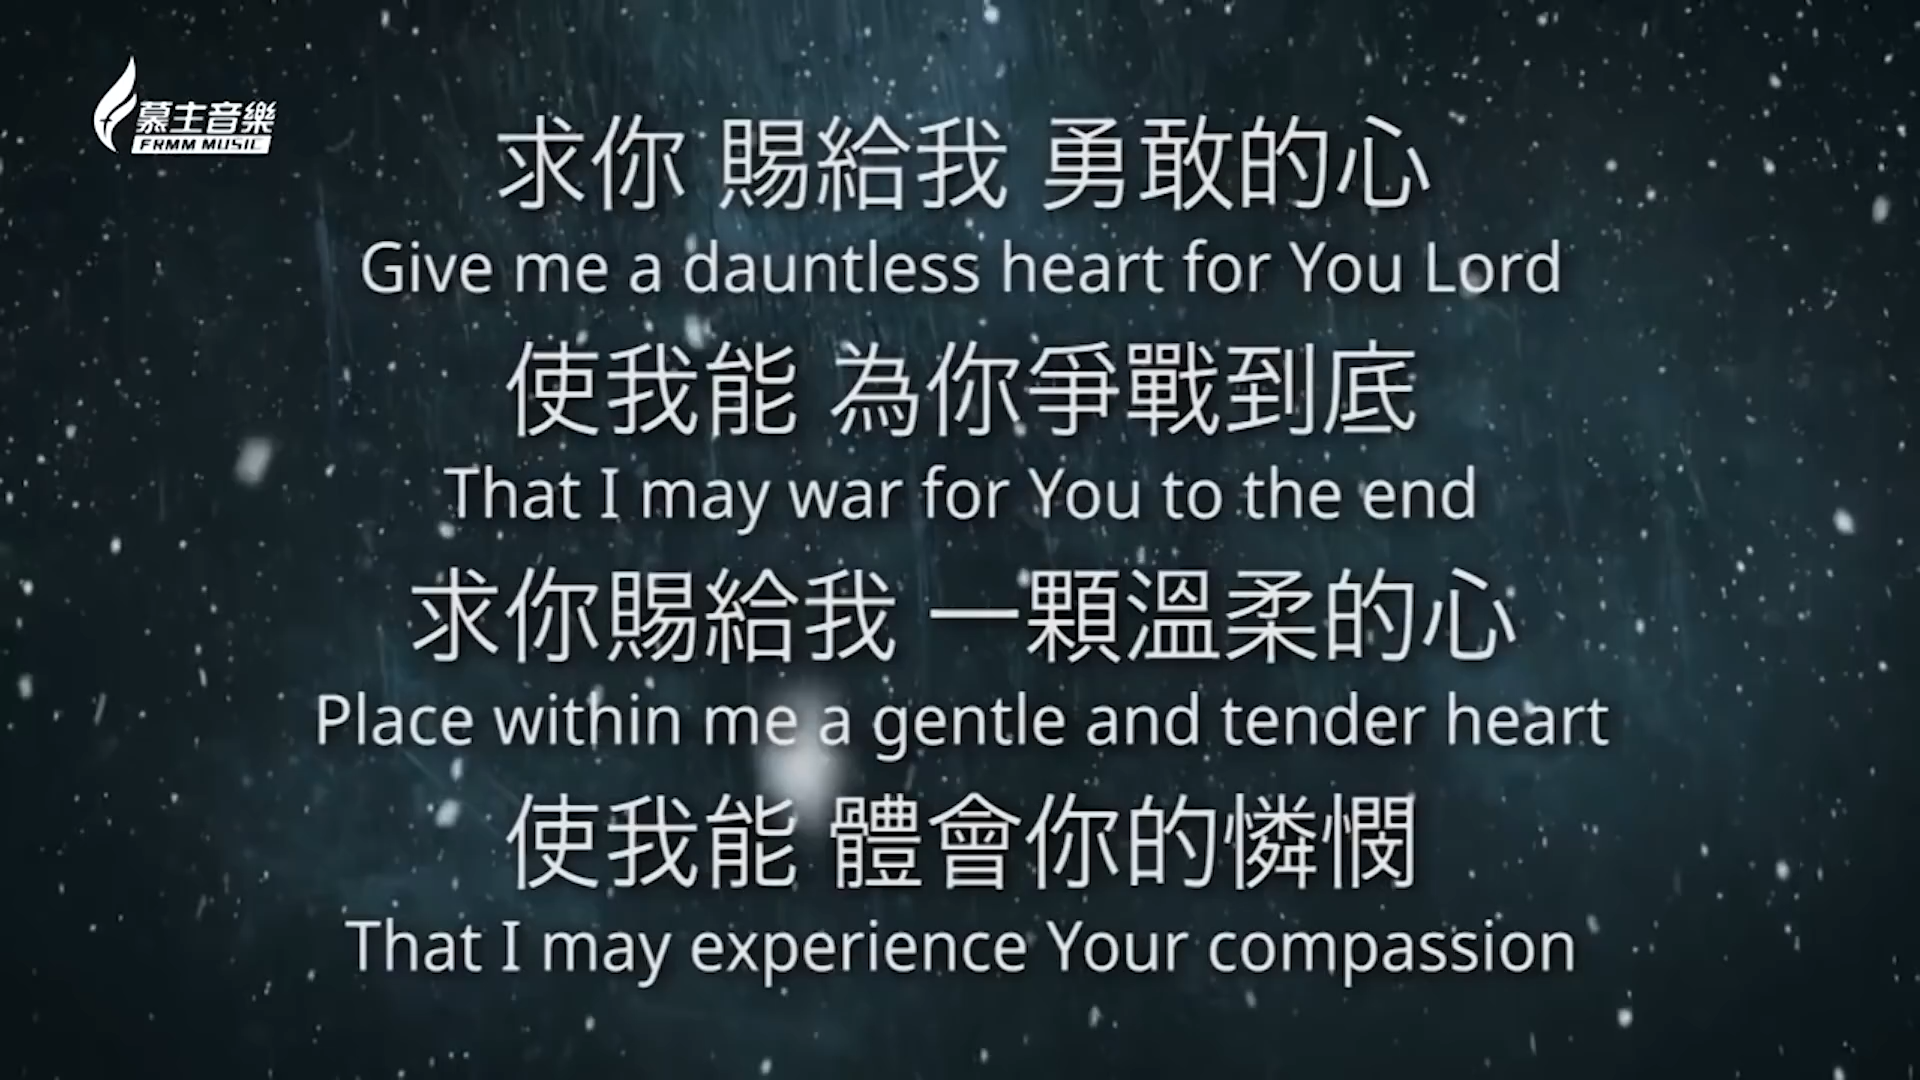 慕主音樂
FRMM MUSIC
求你 賜給我 勇敢的心
Give me a dauntless heart for You Lord
使我能 為你爭戰到底
That I may war for You to the end
求你賜給我 一顆溫柔的心
Place within me a gentle and tender heart
使我能 體會你的憐憫
That I may experience Your compassion